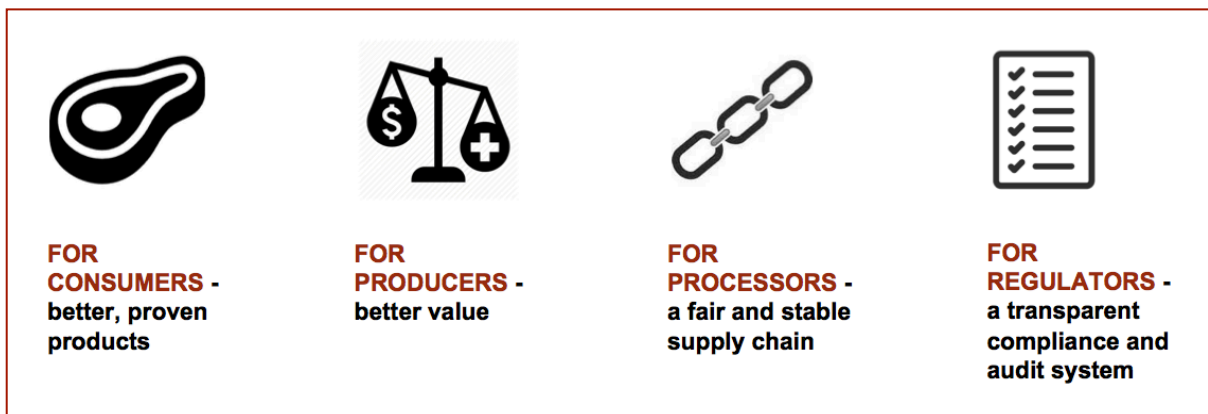 $
FOR
CONSUMERS -
better, proven
products
FOR
PRODUCERS -
better value
FOR
PROCESSORS -
a fair and stable
supply chain
FOR
REGULATORS -
a transparent
compliance and
audit system